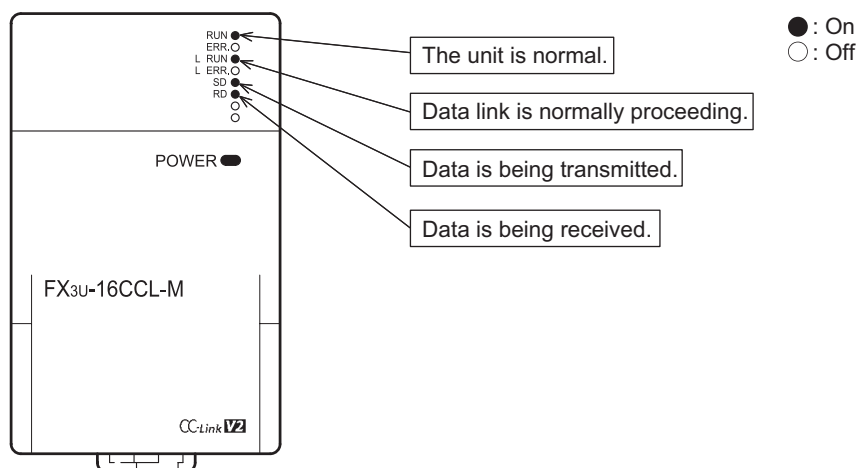 RUN
ERR.
L RUN
L ERR.
SD
RD
POWER
FX3U-16CCL-M
CC-Link V2
The unit is normal.
Data link is normally proceeding.
Data is being transmitted.
Data is being received.
● : On
○ : Off